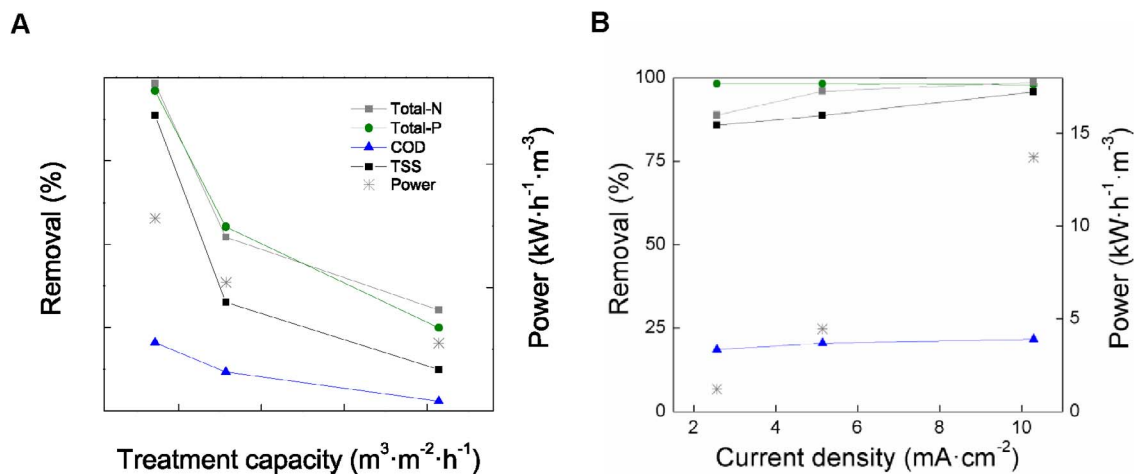 A
Removal (%)
Total-N
Total-P
COD
TSS
Power
Power (kW·h⁻¹·m⁻³)
Treatment capacity (m³·m⁻²·h⁻¹)
B
Removal (%)
100
75
50
25
0
15
10
5
0
Power (kW·h⁻¹·m⁻³)
2 4 6 8 10
Current density (mA·cm⁻²)